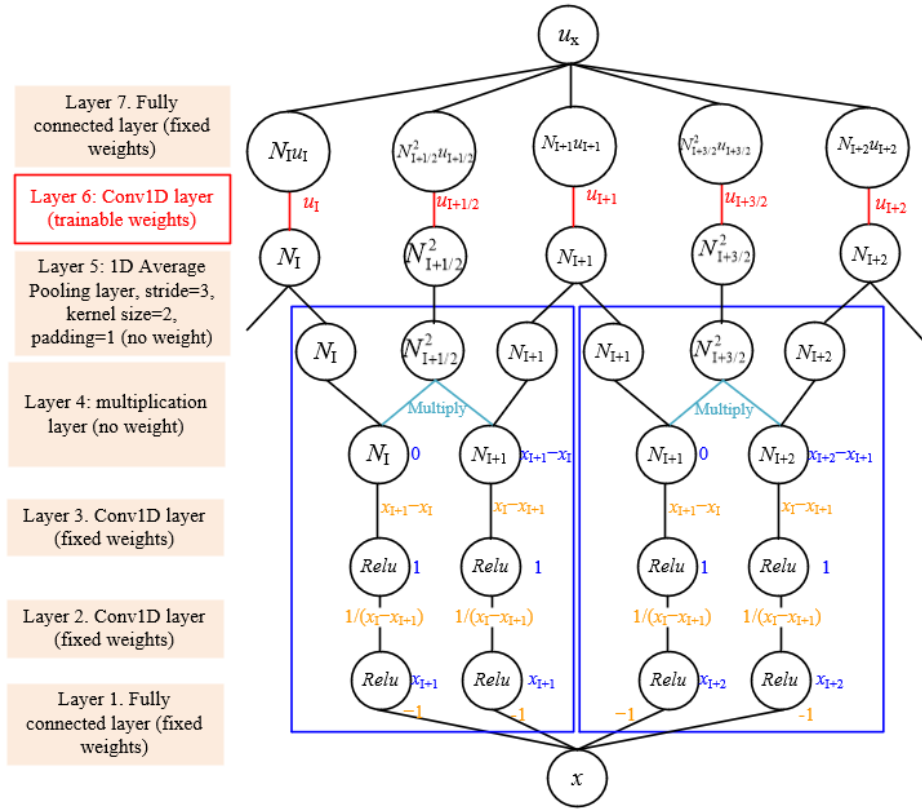 u_x
Layer 7. Fully
connected layer (fixed
weights)
N_I u_I
N²_{I+1/2} u_{I+1/2}
N_{I+1} u_{I+1}
N²_{I+3/2} u_{I+3/2}
N_{I+2} u_{I+2}
Layer 6: Conv1D layer
(trainable weights)
u_I
u_{I+1/2}
u_{I+1}
u_{I+3/2}
u_{I+2}
N_I
N²_{I+1/2}
N_{I+1}
N²_{I+3/2}
N_{I+2}
Layer 5: 1D Average
Pooling layer, stride=3,
kernel size=2,
padding=1 (no weight)
N_I
N²_{I+1/2}
N_{I+1}
N_{I+1}
N²_{I+3/2}
N_{I+2}
Layer 4: multiplication
layer (no weight)
Multiply
Multiply
N_I
0
N_{I+1}
x_{I+1}−x_I
N_{I+1}
0
N_{I+2}
x_{I+2}−x_{I+1}
Layer 3. Conv1D layer
(fixed weights)
x_{I+1}−x_I
x_I−x_{I+1}
x_{I+1}−x_I
x_I−x_{I+1}
Relu
1
Relu
1
Relu
1
Relu
1
Layer 2. Conv1D layer
(fixed weights)
1/(x_I−x_{I+1})
1/(x_I−x_{I+1})
1/(x_I−x_{I+1})
1/(x_I−x_{I+1})
Relu
x_{I+1}
Relu
x_{I+1}
Relu
x_{I+2}
Relu
x_{I+2}
Layer 1. Fully
connected layer (fixed
weights)
−1
-1
−1
-1
x